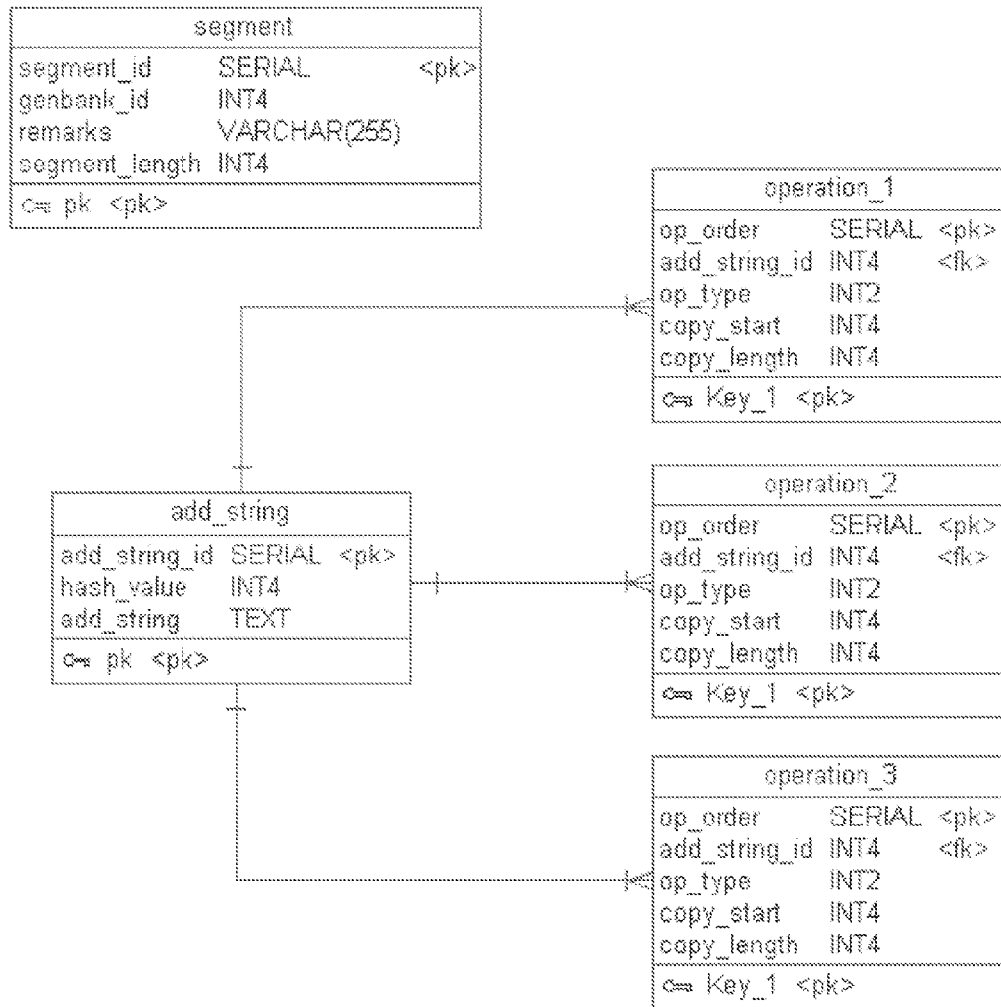 segment
segment_id SERIAL <pk>
genbank_id INT4
remarks VARCHAR(255)
segment_length INT4
pk <pk>
operation_1
op_order SERIAL <pk>
add_string_id INT4 <fk>
op_type INT2
copy_start INT4
copy_length INT4
Key_1 <pk>
add_string
add_string_id SERIAL <pk>
hash_value INT4
add_string TEXT
pk <pk>
operation_2
op_order SERIAL <pk>
add_string_id INT4 <fk>
op_type INT2
copy_start INT4
copy_length INT4
Key_1 <pk>
operation_3
op_order SERIAL <pk>
add_string_id INT4 <fk>
op_type INT2
copy_start INT4
copy_length INT4
Key_1 <pk>